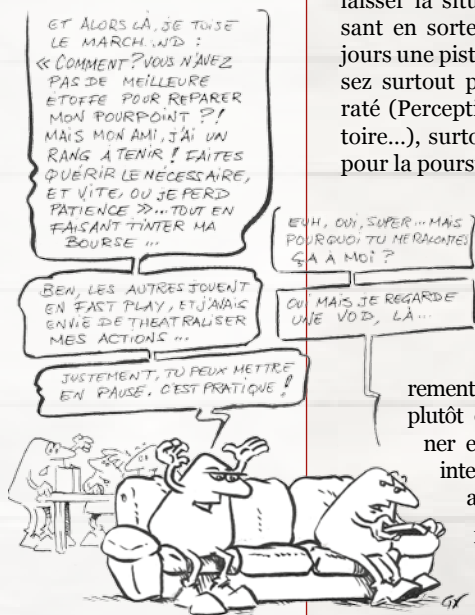 ET ALORS LÀ, JE TOISE
LE MARCHAND :
« COMMENT ? VOUS N'AVEZ
PAS DE MEILLEURE
ETOFFE POUR REPARER
MON POURPOINT ?!
MAIS MON AMI, J'AI UN
RANG À TENIR ! FAITES
QUÉRIR LE NÉCESSAIRE,
ET VITE, OU JE PERD
PATIENCE »... TOUT EN
FAISANT TINTER MA
BOURSE ...
EUH, OUI, SUPER... MAIS
POURQUOI TU ME RACONTES
ÇA À MOI ?
BEN, LES AUTRES JOUENT
EN FAST PLAY, ET J'AVAIS
ENVIE DE THEATRALISER
MES ACTIONS ...
OUI MAIS JE REGARDE
UNE VOD, LÀ...
JUSTEMENT, TU PEUX METTRE
EN PAUSE, C'EST PRATIQUE !
GN
laisser la situ
sant en sorte
jours une pist
sez surtout p
raté (Percepti
toire...), surto
pour la pours
rement
plutôt
ner e
inte
a